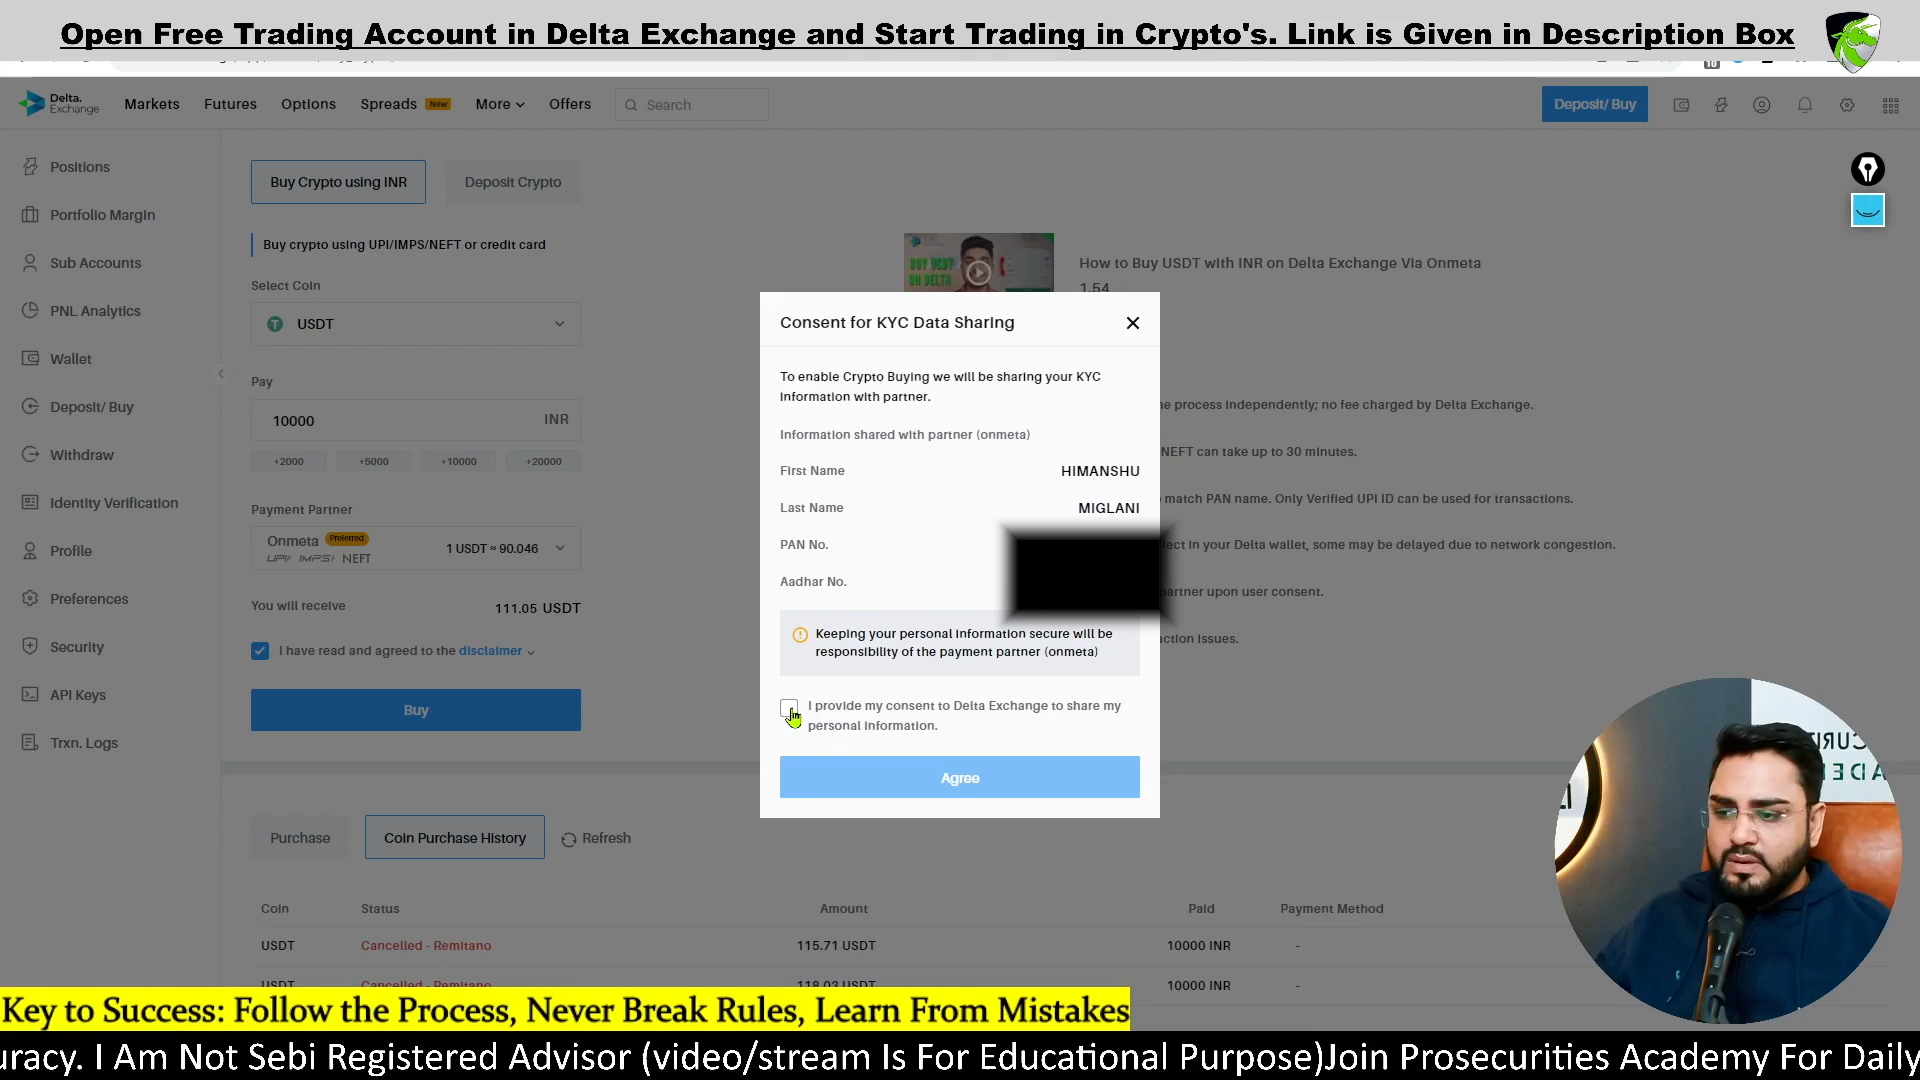 Open Free Trading Account in Delta Exchange and Start Trading in Crypto's. Link is Given in Description Box
Delta. Exchange
Markets
Futures
Options
Spreads New
More
Offers
Search
Deposit/ Buy
Positions
Portfolio Margin
Sub Accounts
PNL Analytics
Wallet
Deposit/ Buy
Withdraw
Identity Verification
Profile
Preferences
Security
API Keys
Trxn. Logs
Buy Crypto using INR
Deposit Crypto
Buy crypto using UPI/IMPS/NEFT or credit card
Select Coin
USDT
Pay
10000 INR
+2000 +5000 +10000 +20000
Payment Partner
Onmeta Preferred
UPI IMPS NEFT
1 USDT ≈ 90.046
You will receive 111.05 USDT
I have read and agreed to the disclaimer
Buy
BUY USDT
ON DELTA
How to Buy USDT with INR on Delta Exchange Via Onmeta
1.54
e process independently; no fee charged by Delta Exchange.
NEFT can take up to 30 minutes.
match PAN name. Only Verified UPI ID can be used for transactions.
lect in your Delta wallet, some may be delayed due to network congestion.
artner upon user consent.
ction issues.
Consent for KYC Data Sharing
To enable Crypto Buying we will be sharing your KYC
information with partner.
Information shared with partner (onmeta)
First Name HIMANSHU
Last Name MIGLANI
PAN No.
Aadhar No.
Keeping your personal information secure will be
responsibility of the payment partner (onmeta)
I provide my consent to Delta Exchange to share my
personal information.
Agree
Purchase
Coin Purchase History
Refresh
Coin Status Amount Paid Payment Method
USDT Cancelled - Remitano 115.71 USDT 10000 INR -
USDT Cancelled - Remitano 118.03 USDT 10000 INR -
Key to Success: Follow the Process, Never Break Rules, Learn From Mistakes
uracy. I Am Not Sebi Registered Advisor (video/stream Is For Educational Purpose)Join Prosecurities Academy For Daily